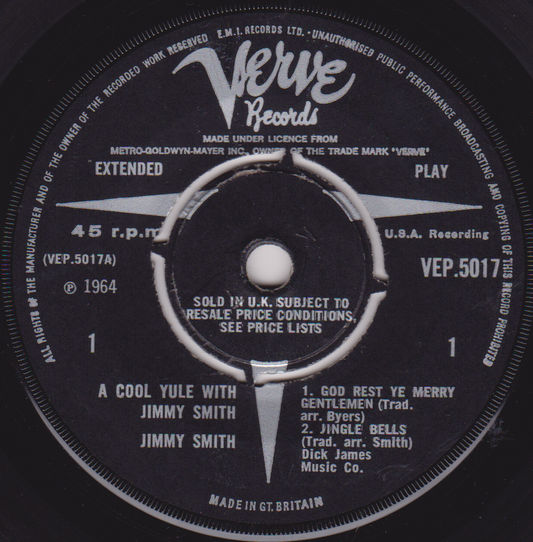 ALL RIGHTS OF THE MANUFACTURER AND OF THE OWNER OF THE RECORDED WORK RESERVED E.M.I. RECORDS LTD. · UNAUTHORISED PUBLIC PERFORMANCE BROADCASTING AND COPYING OF THIS RECORD PROHIBITED
Verve
Records
MADE UNDER LICENCE FROM
METRO-GOLDWYN-MAYER INC., OWNER OF THE TRADE MARK "VERVE"
EXTENDED PLAY
45 r.p.m U.S.A. Recording
(VEP.5017A) VEP.5017
℗ 1964
SOLD IN U.K. SUBJECT TO
RESALE PRICE CONDITIONS,
SEE PRICE LISTS
1 1
A COOL YULE WITH
JIMMY SMITH
JIMMY SMITH
1. GOD REST YE MERRY
GENTLEMEN (Trad.
arr. Byers)
2. JINGLE BELLS
(Trad. arr. Smith)
Dick James
Music Co.
MADE IN GT. BRITAIN